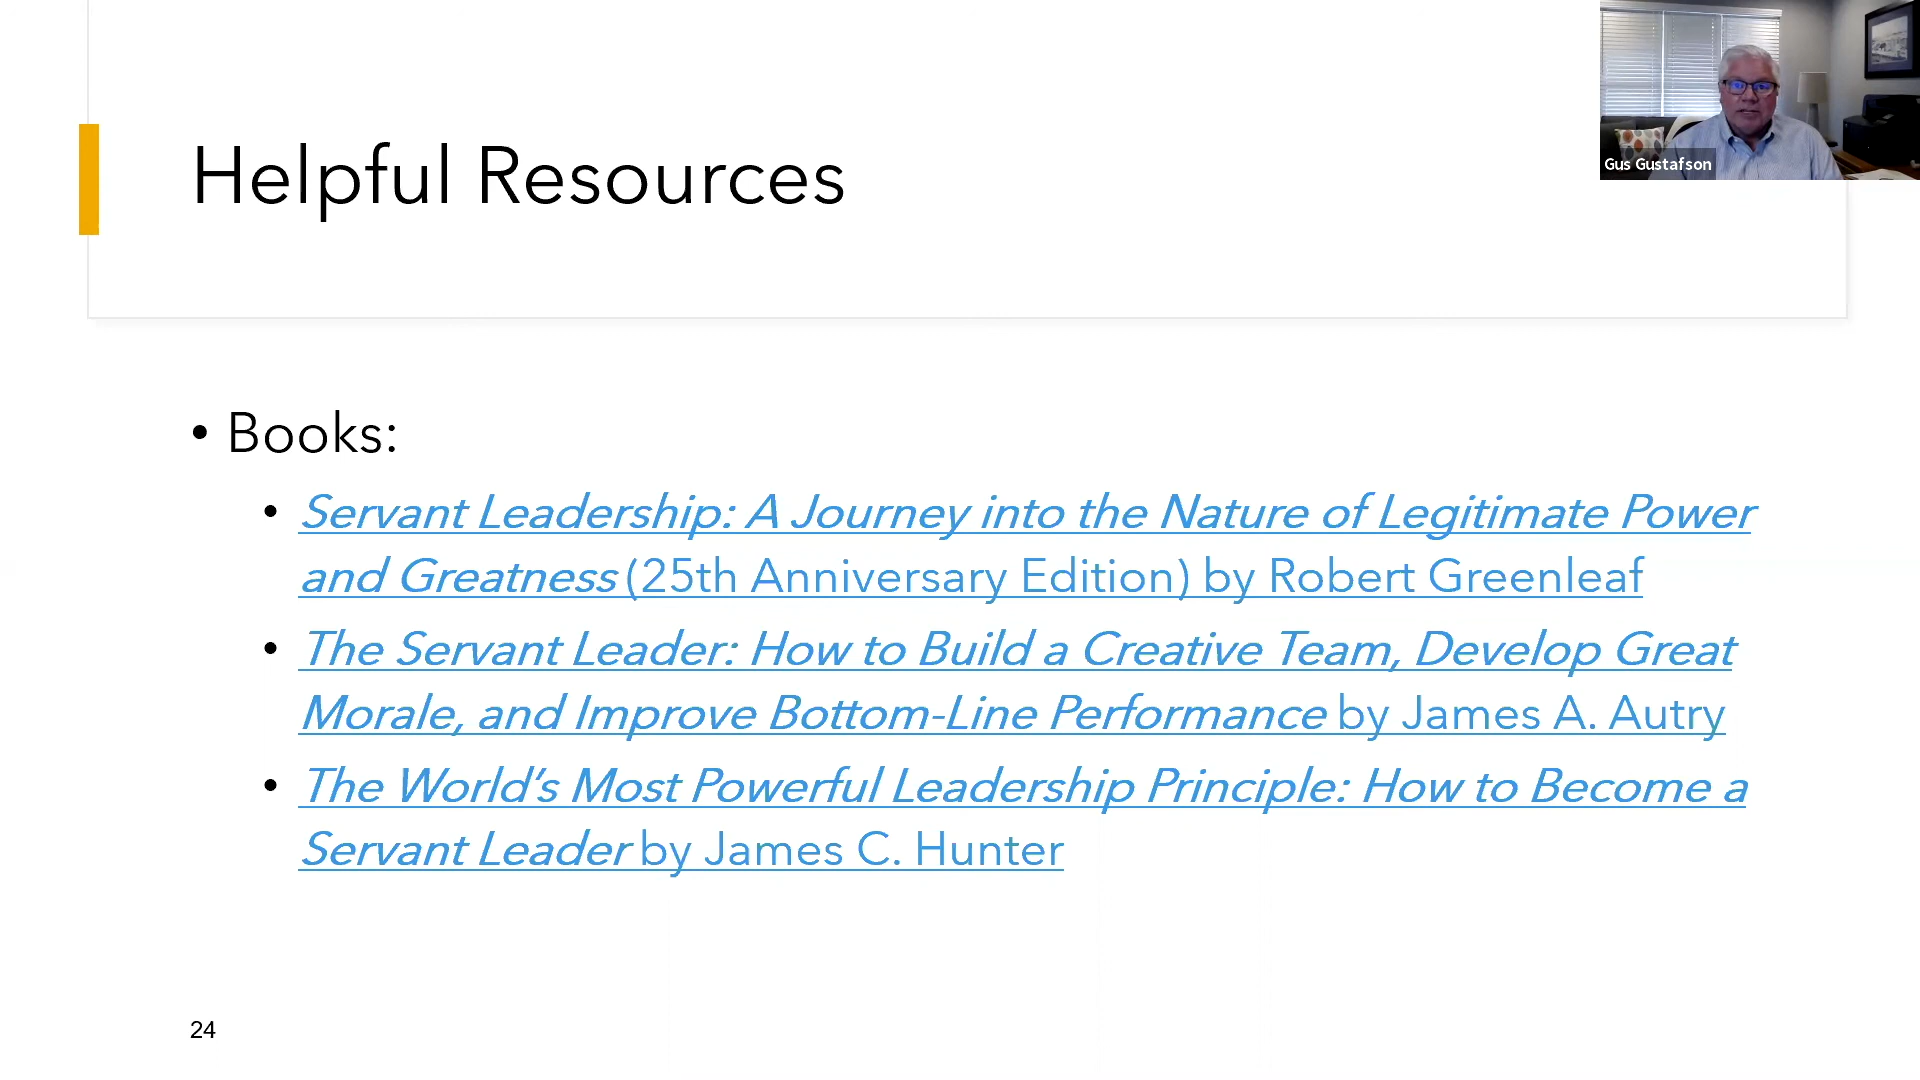 Gus Gustafson
Helpful Resources
• Books:
• Servant Leadership: A Journey into the Nature of Legitimate Power
and Greatness (25th Anniversary Edition) by Robert Greenleaf
• The Servant Leader: How to Build a Creative Team, Develop Great
Morale, and Improve Bottom-Line Performance by James A. Autry
• The World’s Most Powerful Leadership Principle: How to Become a
Servant Leader by James C. Hunter
24